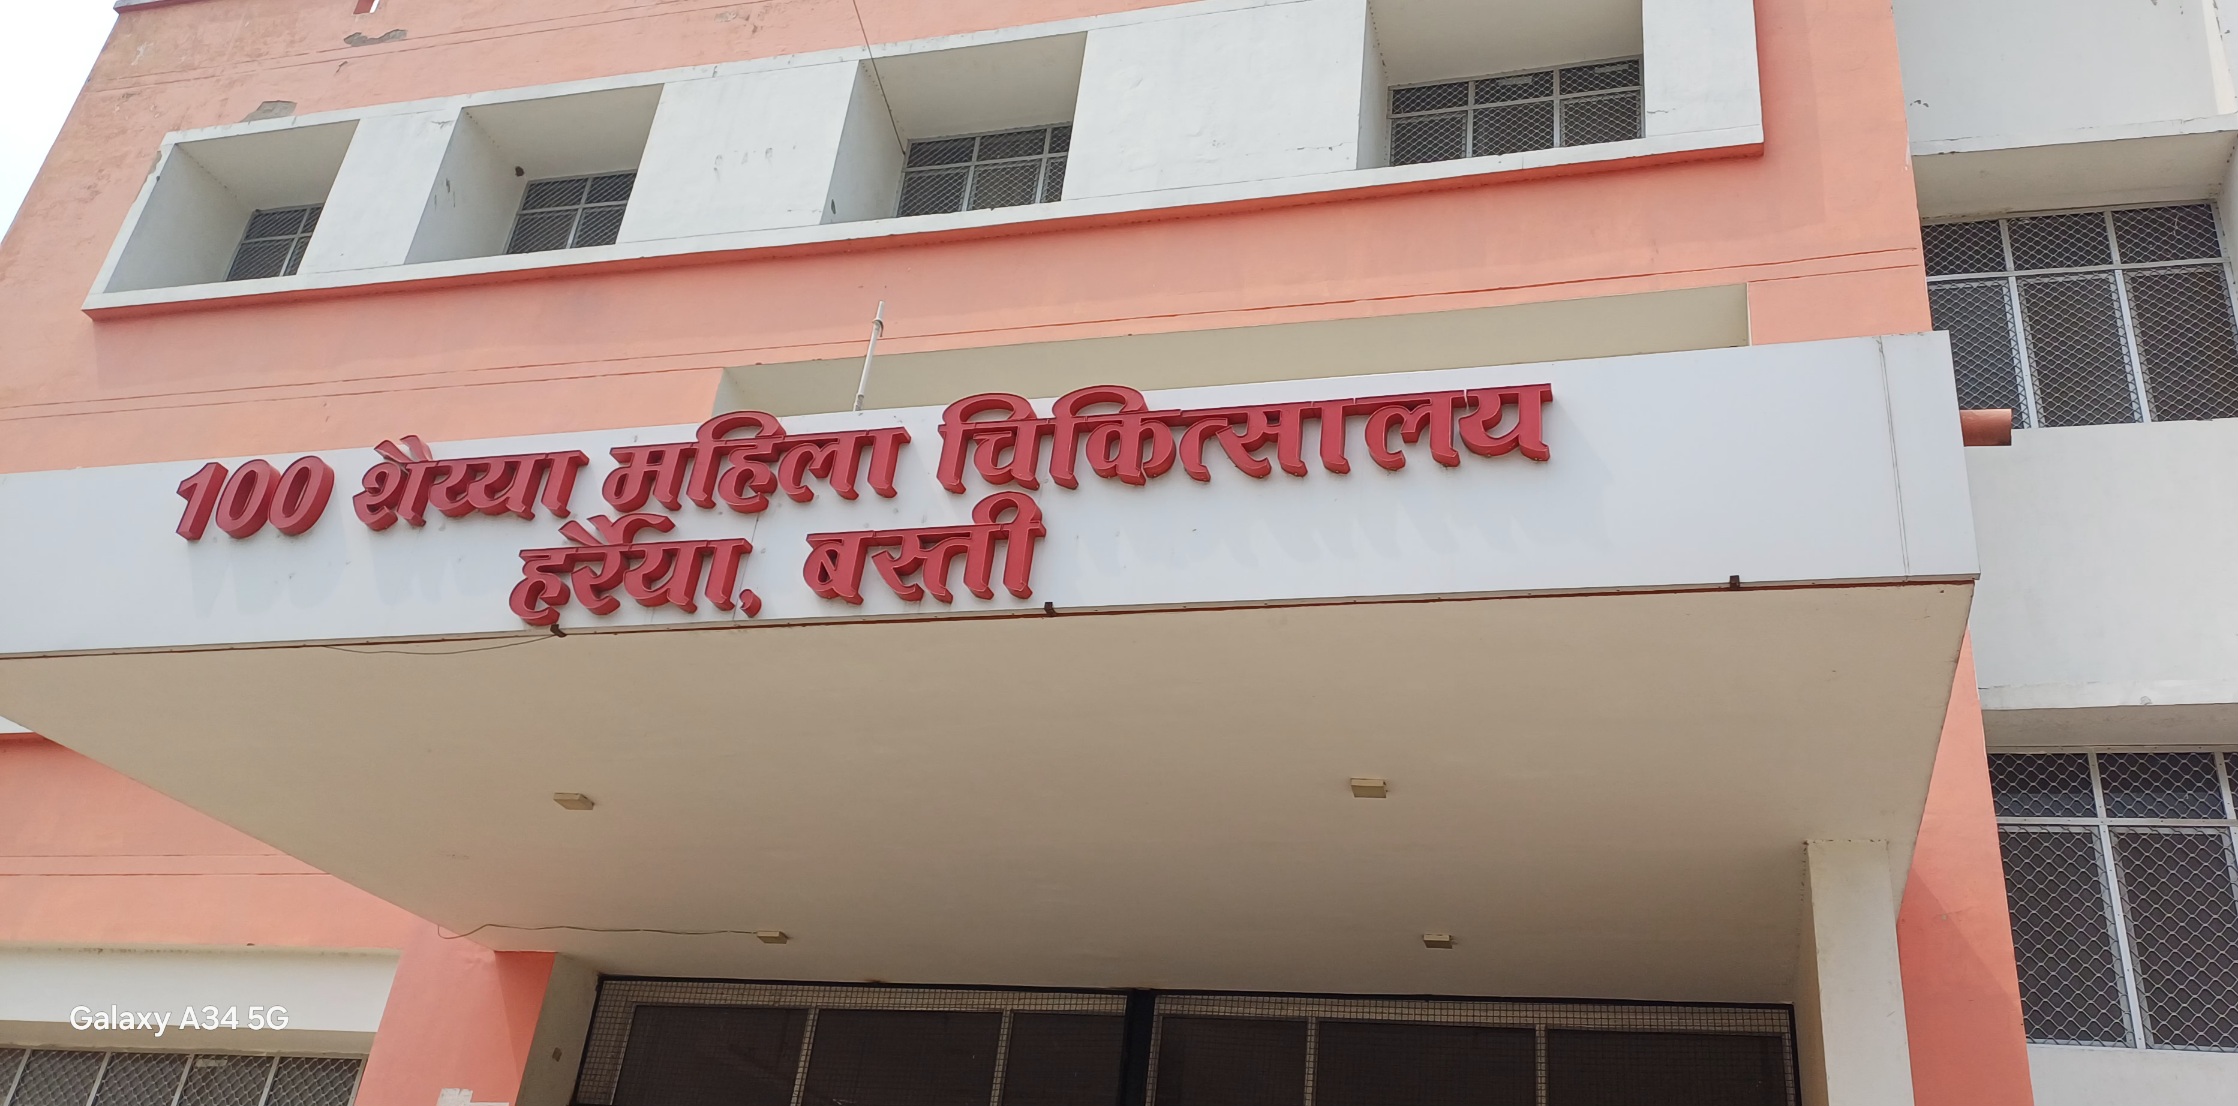 100 शैय्या महिला चिकित्सालय
हर्रैया, बस्ती
Galaxy A34 5G